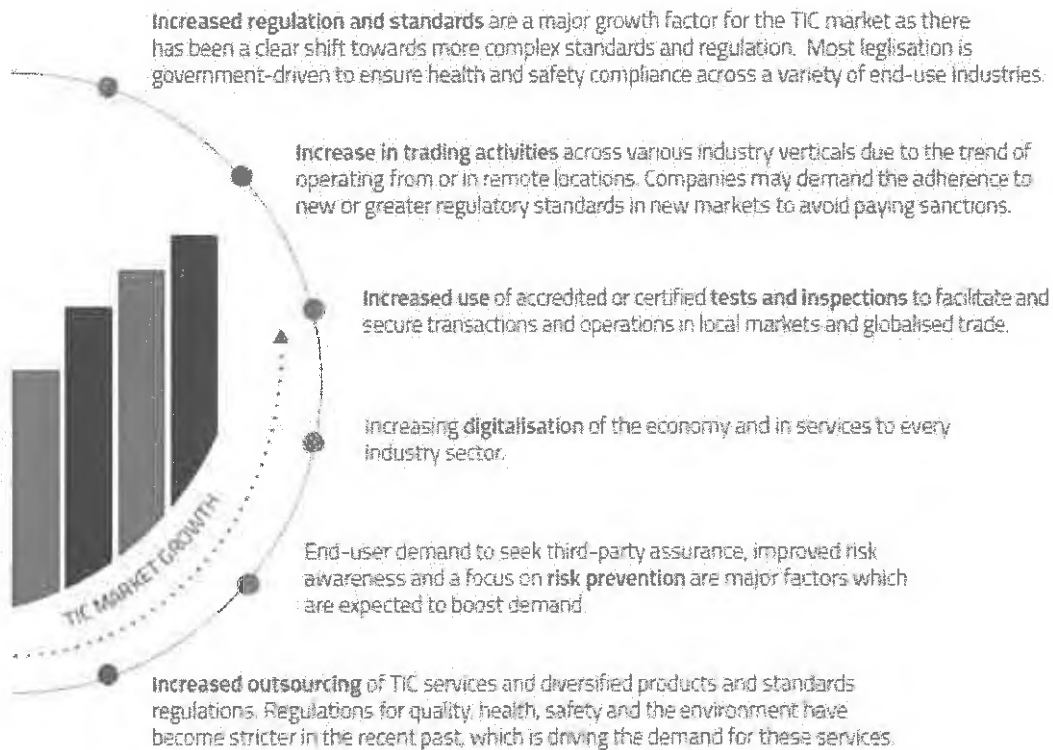 Increased regulation and standards are a major growth factor for the TIC market as there
has been a clear shift towards more complex standards and regulation. Most leglisation is
government-driven to ensure health and safety compliance across a variety of end-use industries.
Increase in trading activities across various industry verticals due to the trend of
operating from or in remote locations. Companies may demand the adherence to
new or greater regulatory standards in new markets to avoid paying sanctions.
Increased use of accredited or certified tests and inspections to facilitate and
secure transactions and operations in local markets and globalised trade.
Increasing digitalisation of the economy and in services to every
industry sector.
TIC MARKET GROWTH
End-user demand to seek third-party assurance, improved risk
awareness and a focus on risk prevention are major factors which
are expected to boost demand.
Increased outsourcing of TIC services and diversified products and standards
regulations. Regulations for quality, health, safety and the environment have
become stricter in the recent past, which is driving the demand for these services.